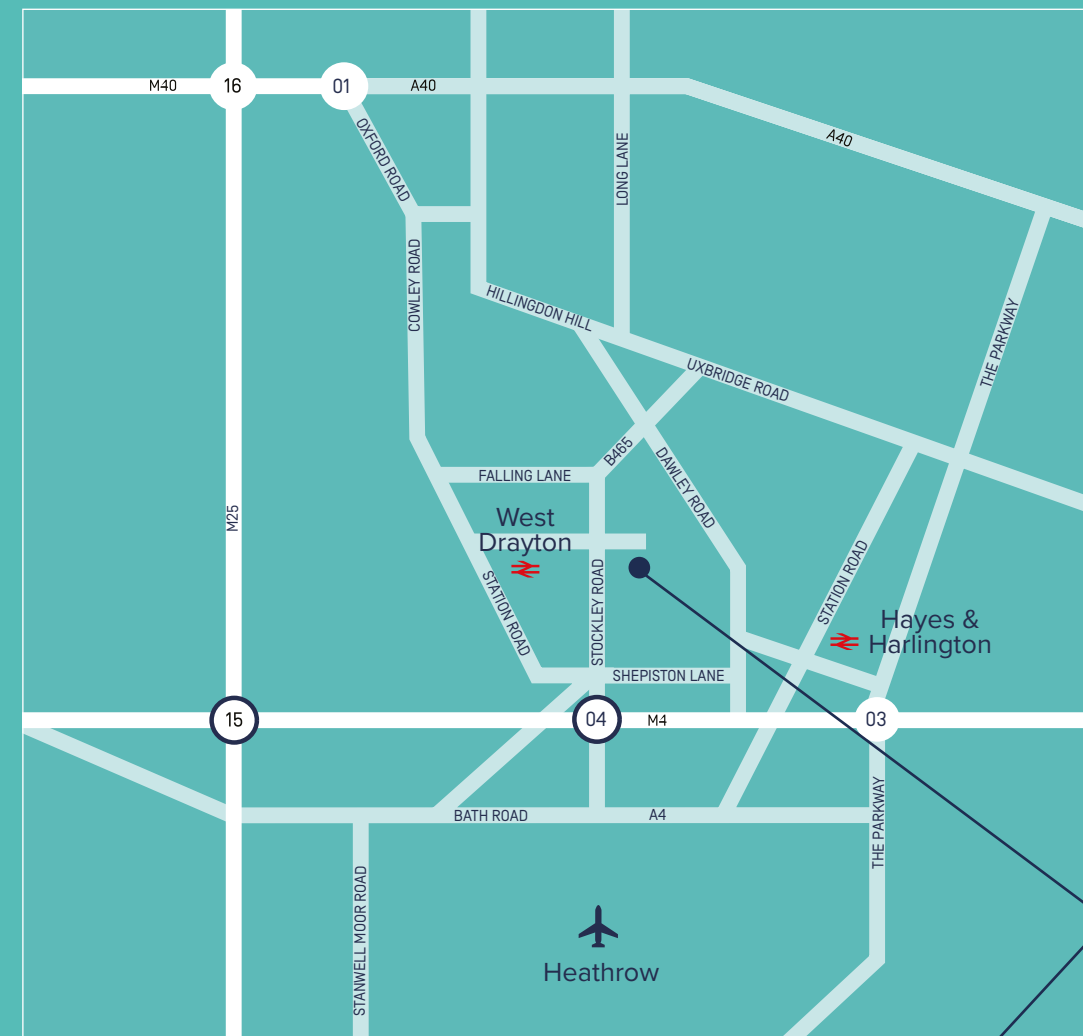 M40
16
01
A40
A40
OXFORD ROAD
LONG LANE
COWLEY ROAD
HILLINGDON HILL
THE PARKWAY
UXBRIDGE ROAD
B465
DAWLEY ROAD
FALLING LANE
M25
West
Drayton
STATION ROAD
STOCKLEY ROAD
STATION ROAD
Hayes &
Harlington
SHEPISTON LANE
15
04
M4
03
BATH ROAD
A4
THE PARKWAY
STANWELL MOOR ROAD
Heathrow